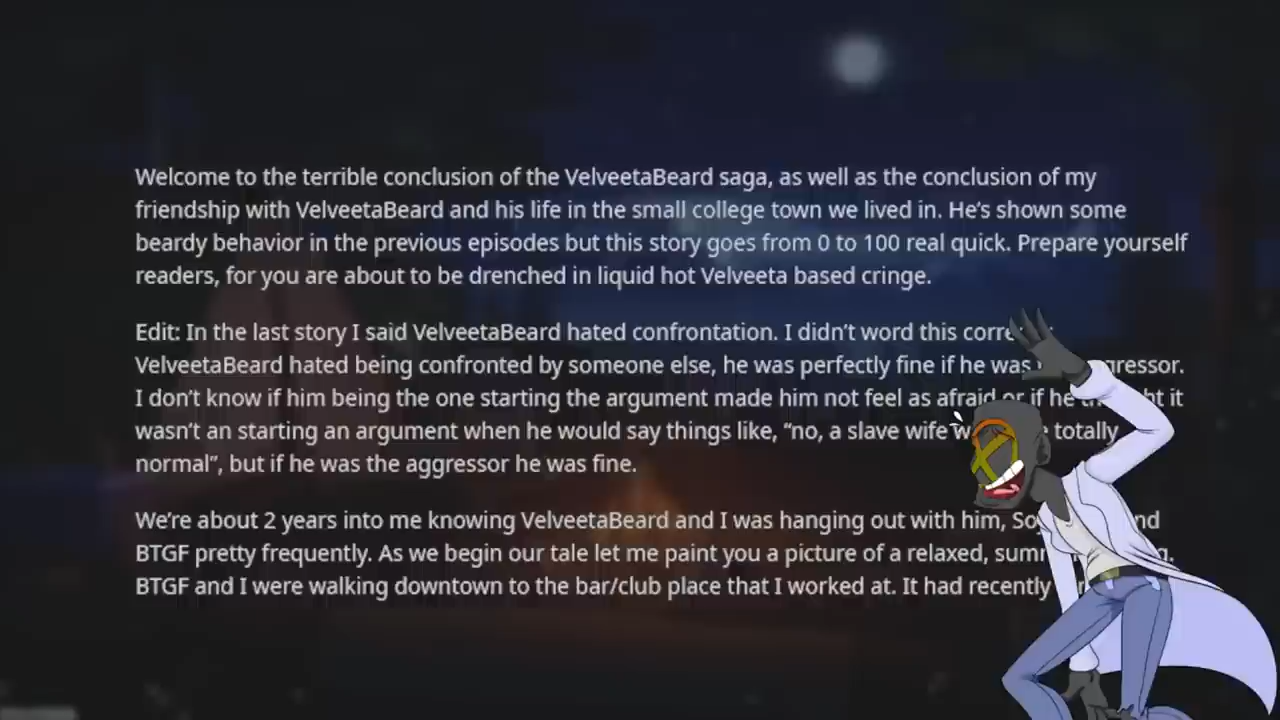 Welcome to the terrible conclusion of the VelveetaBeard saga, as well as the conclusion of my
friendship with VelveetaBeard and his life in the small college town we lived in. He's shown some
beardy behavior in the previous episodes but this story goes from 0 to 100 real quick. Prepare yourself
readers, for you are about to be drenched in liquid hot Velveeta based cringe.
Edit: In the last story I said VelveetaBeard hated confrontation. I didn't word this
VelveetaBeard hated being confronted by someone else, he was perfectly fine if he was
I don't know if him being the one starting the argument made him not feel as afraid or if he it
wasn't an starting an argument when he would say things like, “no, a slave wife totally
normal”, but if he was the aggressor he was fine.
We're about 2 years into me knowing VelveetaBeard and I was hanging out with him,
BTGF pretty frequently. As we begin our tale let me paint you a picture of a relaxed,
BTGF and I were walking downtown to the bar/club place that I worked at. It had recently